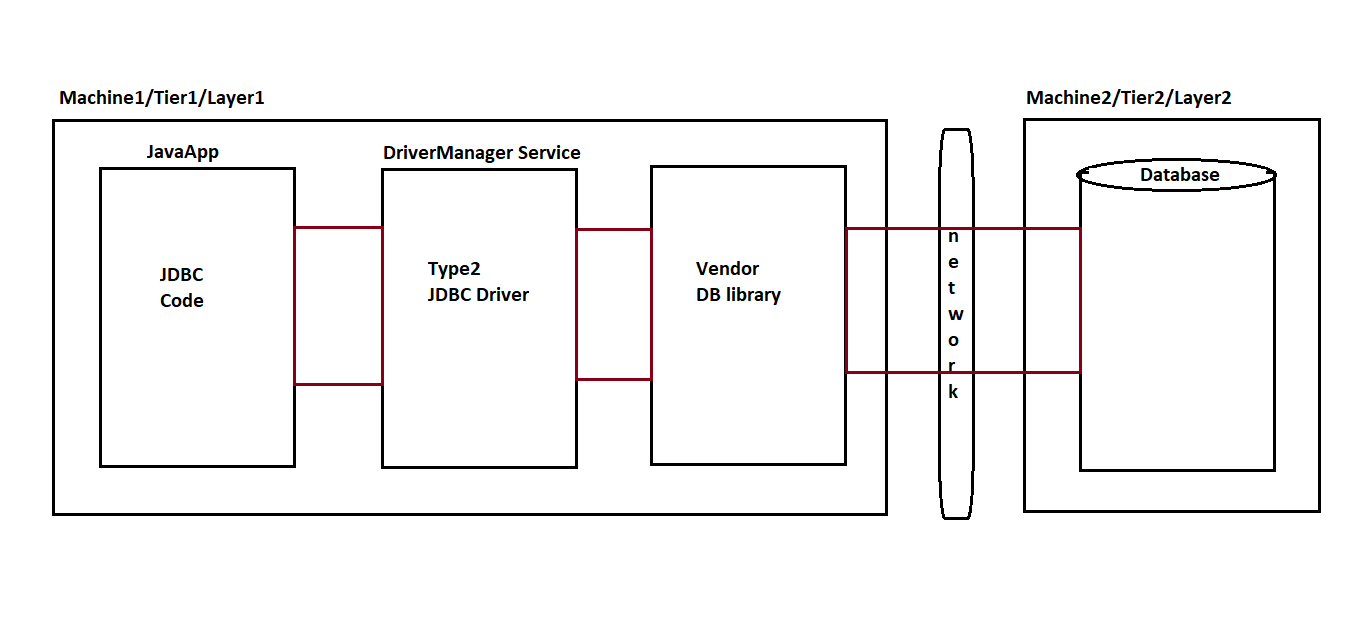 Machine1/Tier1/Layer1
Machine2/Tier2/Layer2
JavaApp
DriverManager Service
JDBC
Code
Type2
JDBC Driver
Vendor
DB library
n
e
t
w
o
r
k
Database